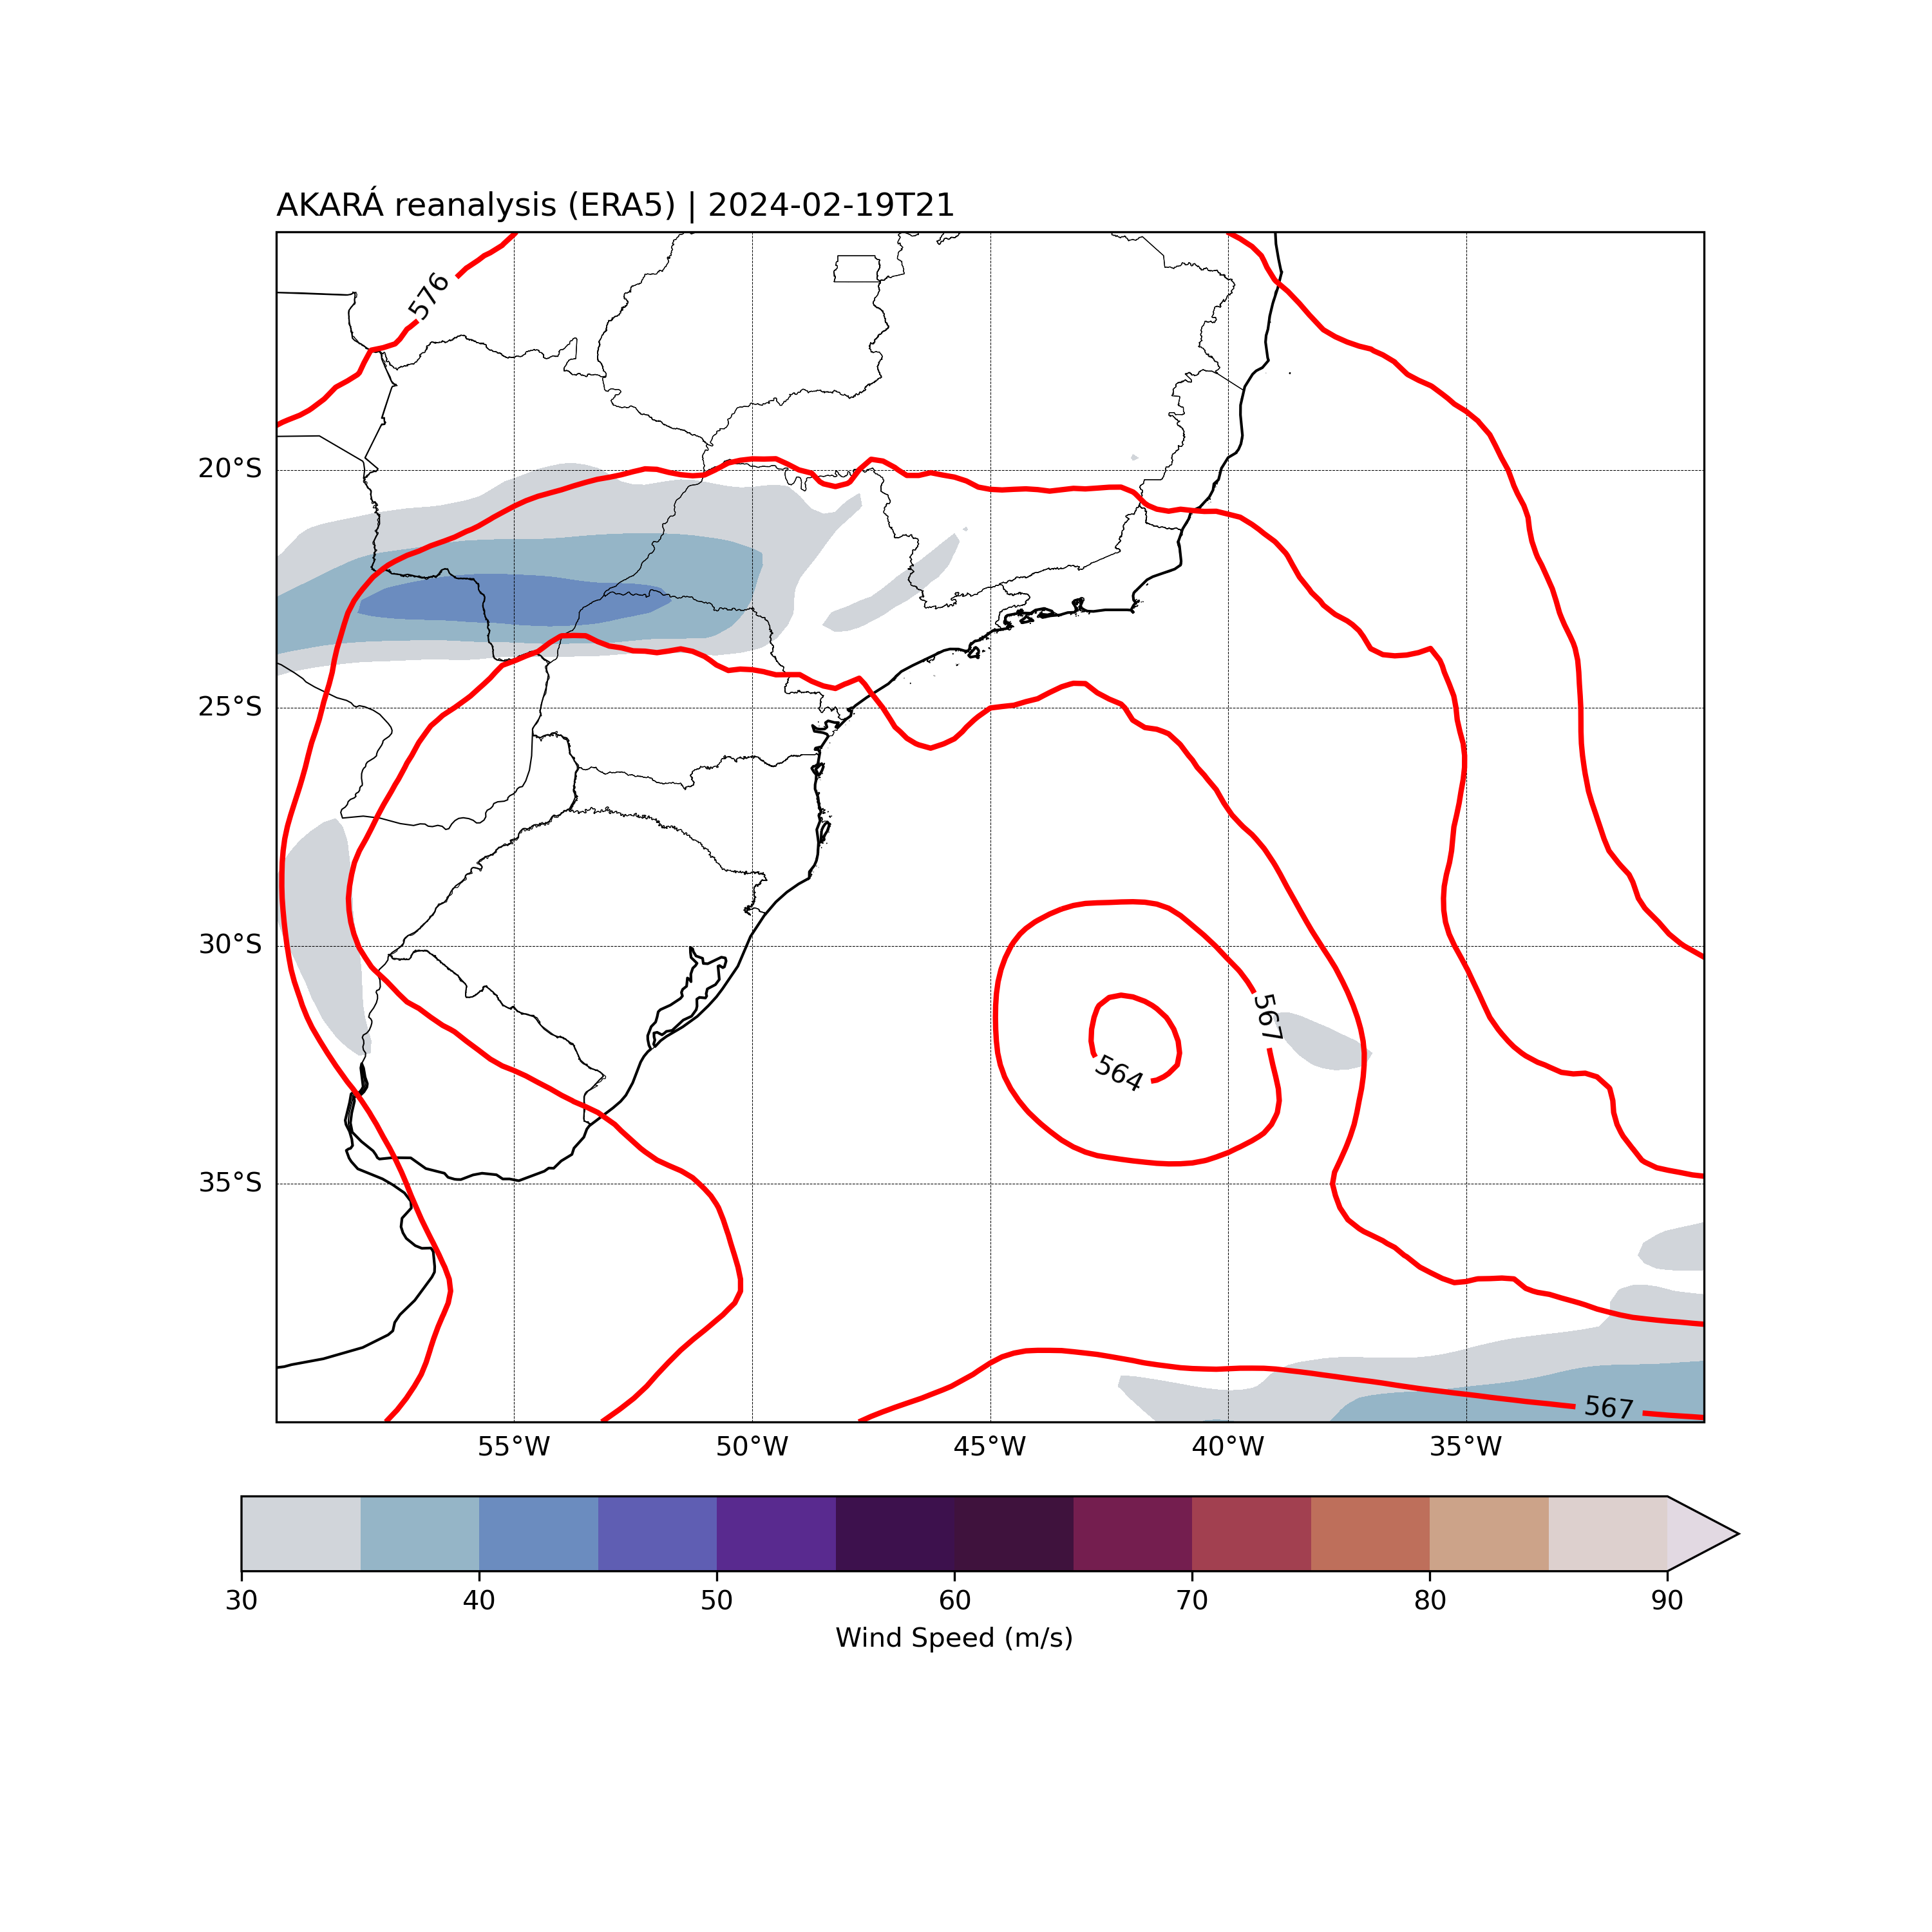 AKARÁ reanalysis (ERA5) | 2024-02-19T21
576
20°S
25°S
30°S
567
564
35°S
567
55°W 50°W 45°W 40°W 35°W
30 40 50 60 70 80 90
Wind Speed (m/s)